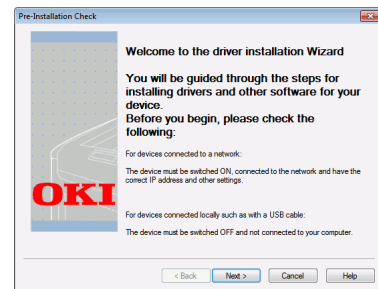 Pre-Installation Check
Welcome to the driver installation Wizard
You will be guided through the steps for
installing drivers and other software for your
device.
Before you begin, please check the
following:
For devices connected to a network:
The device must be switched ON, connected to the network and have the
correct IP address and other settings.
OKI
For devices connected locally such as with a USB cable:
The device must be switched OFF and not connected to your computer.
< Back
Next >
Cancel
Help